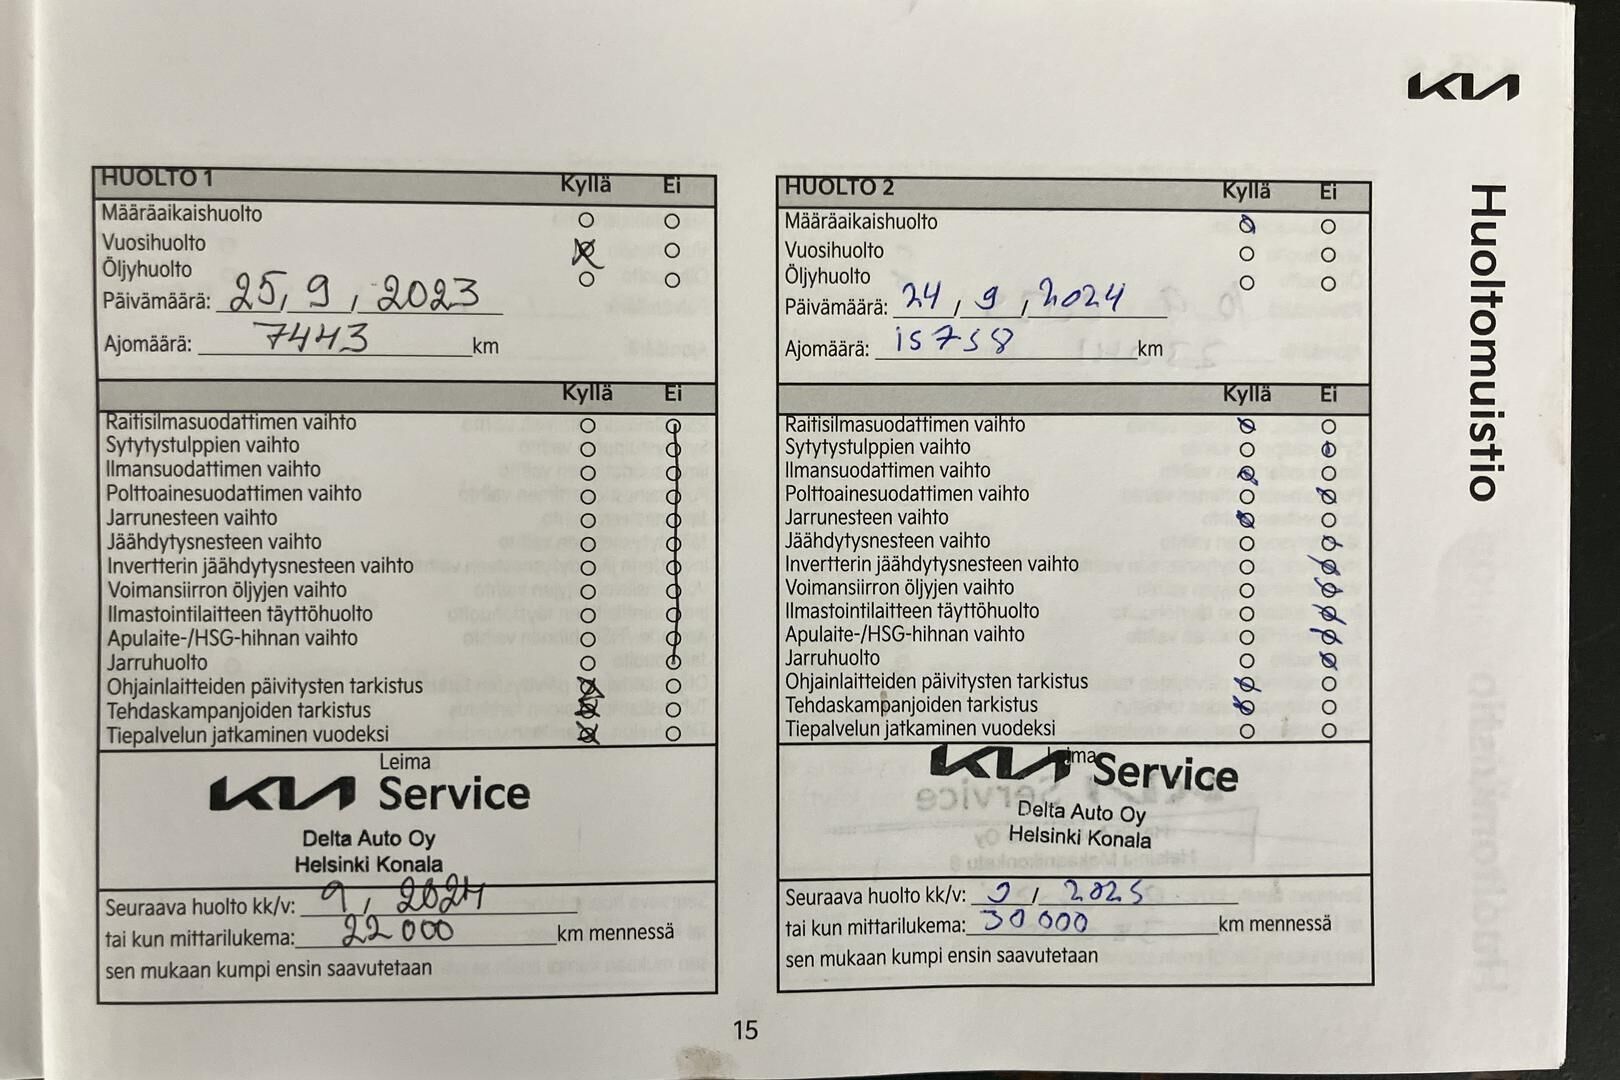 KIA
Huoltomuistio
HUOLTO 1 Kyllä Ei
Määräaikaishuolto
Vuosihuolto
Öljyhuolto
Päivämäärä: 25, 9, 2023
Ajomäärä: 7443 km
Kyllä Ei
Raitisilmasuodattimen vaihto
Sytytystulppien vaihto
Ilmansuodattimen vaihto
Polttoainesuodattimen vaihto
Jarrunesteen vaihto
Jäähdytysnesteen vaihto
Invertterin jäähdytysnesteen vaihto
Voimansiirron öljyjen vaihto
Ilmastointilaitteen täyttöhuolto
Apulaite-/HSG-hihnan vaihto
Jarruhuolto
Ohjainlaitteiden päivitysten tarkistus
Tehdaskampanjoiden tarkistus
Tiepalvelun jatkaminen vuodeksi
Leima
KIA Service
Delta Auto Oy
Helsinki Konala
Seuraava huolto kk/v: 9, 2024
tai kun mittarilukema: 22 000 km mennessä
sen mukaan kumpi ensin saavutetaan
HUOLTO 2 Kyllä Ei
Määräaikaishuolto
Vuosihuolto
Öljyhuolto
Päivämäärä: 24, 9, 2024
Ajomäärä: 15758 km
Kyllä Ei
Raitisilmasuodattimen vaihto
Sytytystulppien vaihto
Ilmansuodattimen vaihto
Polttoainesuodattimen vaihto
Jarrunesteen vaihto
Jäähdytysnesteen vaihto
Invertterin jäähdytysnesteen vaihto
Voimansiirron öljyjen vaihto
Ilmastointilaitteen täyttöhuolto
Apulaite-/HSG-hihnan vaihto
Jarruhuolto
Ohjainlaitteiden päivitysten tarkistus
Tehdaskampanjoiden tarkistus
Tiepalvelun jatkaminen vuodeksi
Leima
KIA Service
Delta Auto Oy
Helsinki Konala
Seuraava huolto kk/v: 9 / 2025
tai kun mittarilukema: 30 000 km mennessä
sen mukaan kumpi ensin saavutetaan
15